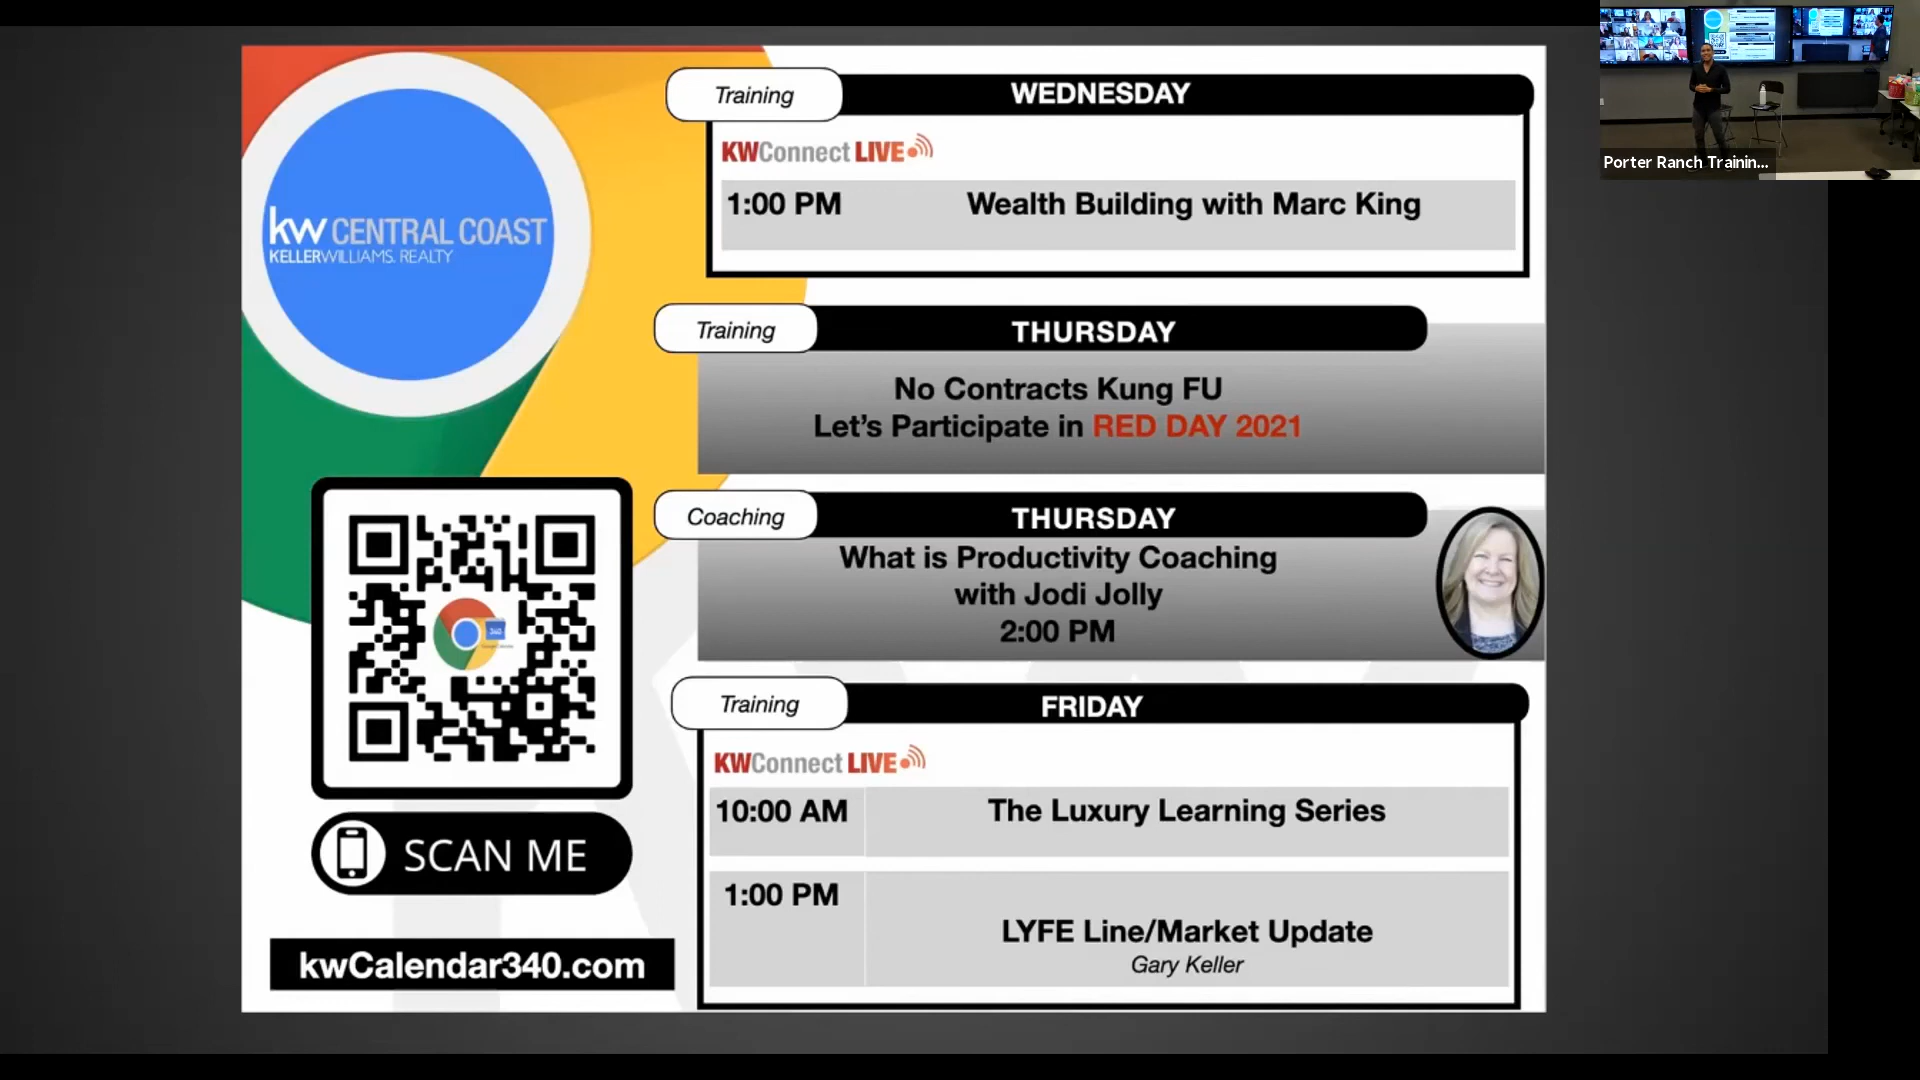 Training
WEDNESDAY
KWConnect LIVE
1:00 PM
Wealth Building with Marc King
kw CENTRAL COAST
KELLERWILLIAMS. REALTY
Training
THURSDAY
No Contracts Kung FU
Let's Participate in RED DAY 2021
Coaching
THURSDAY
What is Productivity Coaching
with Jodi Jolly
2:00 PM
340
Training
FRIDAY
KWConnect LIVE
10:00 AM
The Luxury Learning Series
1:00 PM
LYFE Line/Market Update
Gary Keller
SCAN ME
kwCalendar340.com
Porter Ranch Trainin...